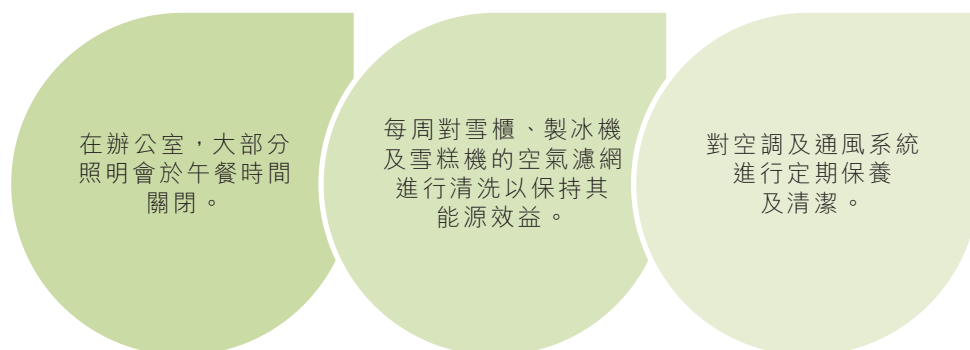 在辦公室，大部分
照明會於午餐時間
關閉。
每周對雪櫃、製冰機
及雪糕機的空氣濾網
進行清洗以保持其
能源效益。
對空調及通風系統
進行定期保養
及清潔。